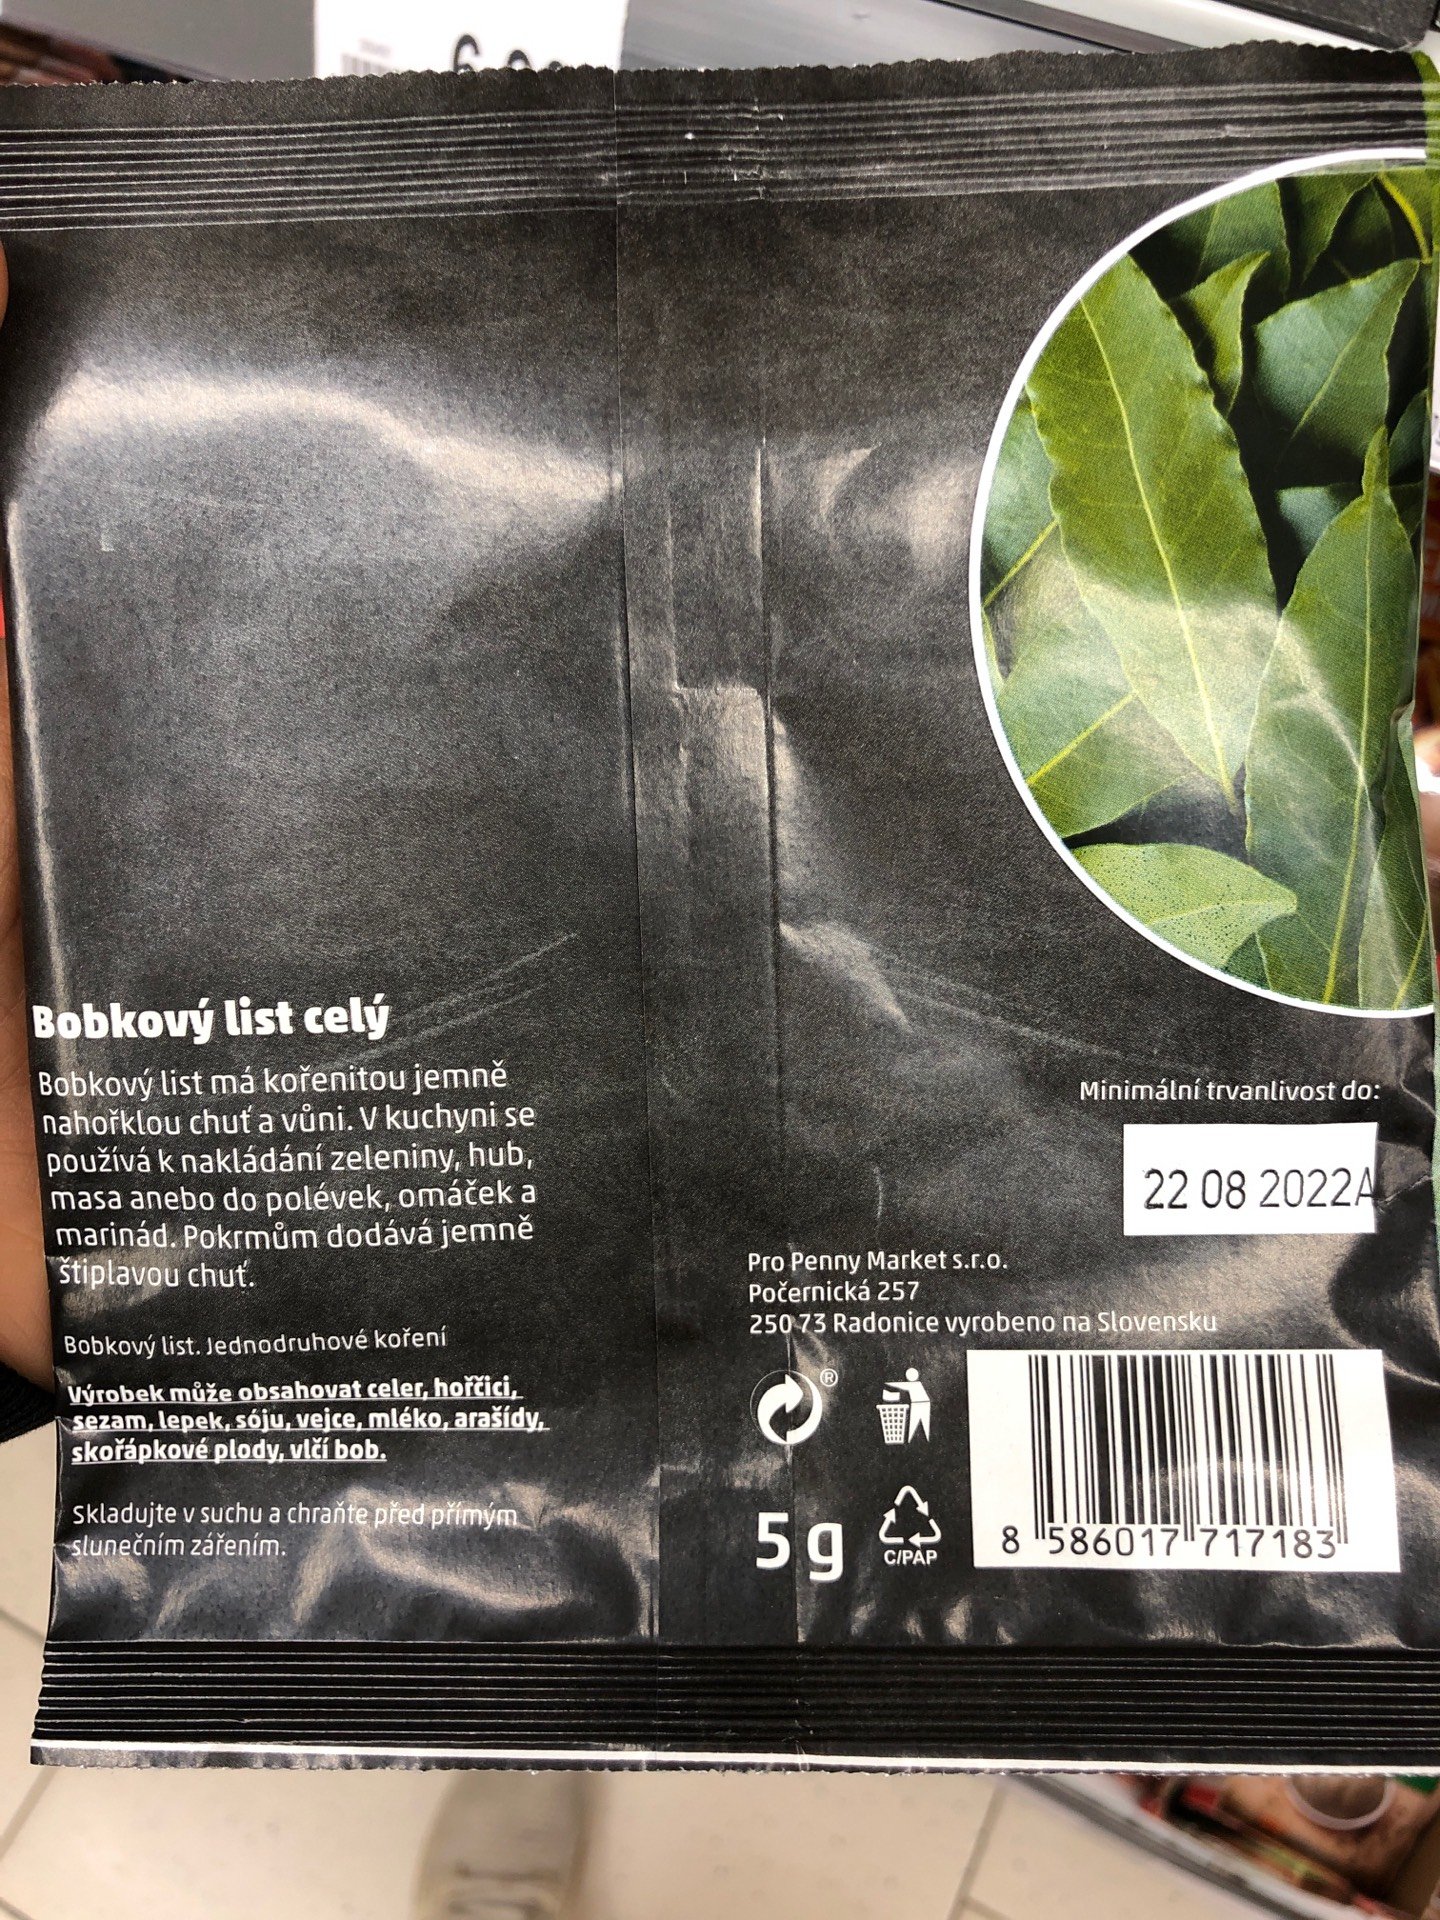 Bobkový list celý
Bobkový list má kořenitou jemně
nahořklou chuť a vůni. V kuchyni se
používá k nakládání zeleniny, hub,
masa anebo do polévek, omáček a
marinád. Pokrmům dodává jemně
štiplavou chuť.
Bobkový list. Jednodruhové koření
Výrobek může obsahovat celer, hořčici,
sezam, lepek, sóju, vejce, mléko, arašídy,
skořápkové plody, vlčí bob.
Skladujte v suchu a chraňte před přímým
slunečním zářením.
Minimální trvanlivost do:
22 08 2022A
Pro Penny Market s.r.o.
Počernická 257
250 73 Radonice vyrobeno na Slovensku
®
5 g
C/PAP
8 586017 717183